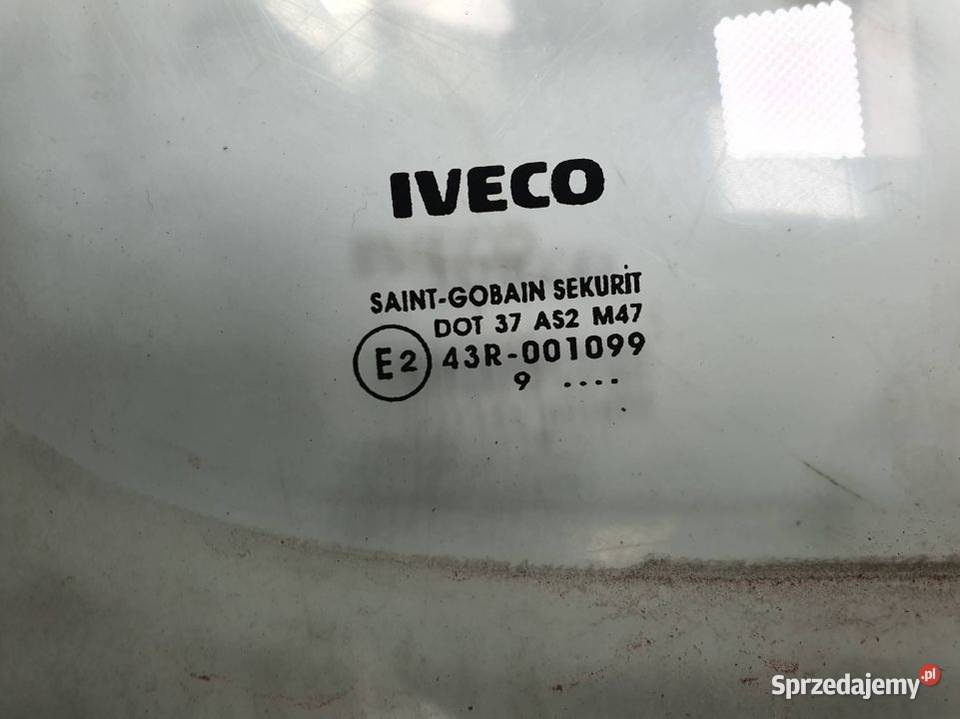 IVECO
SAINT-GOBAIN SEKURIT
DOT 37 AS2 M47
E2 43R-001099
9 ....
Sprzedajemy.pl